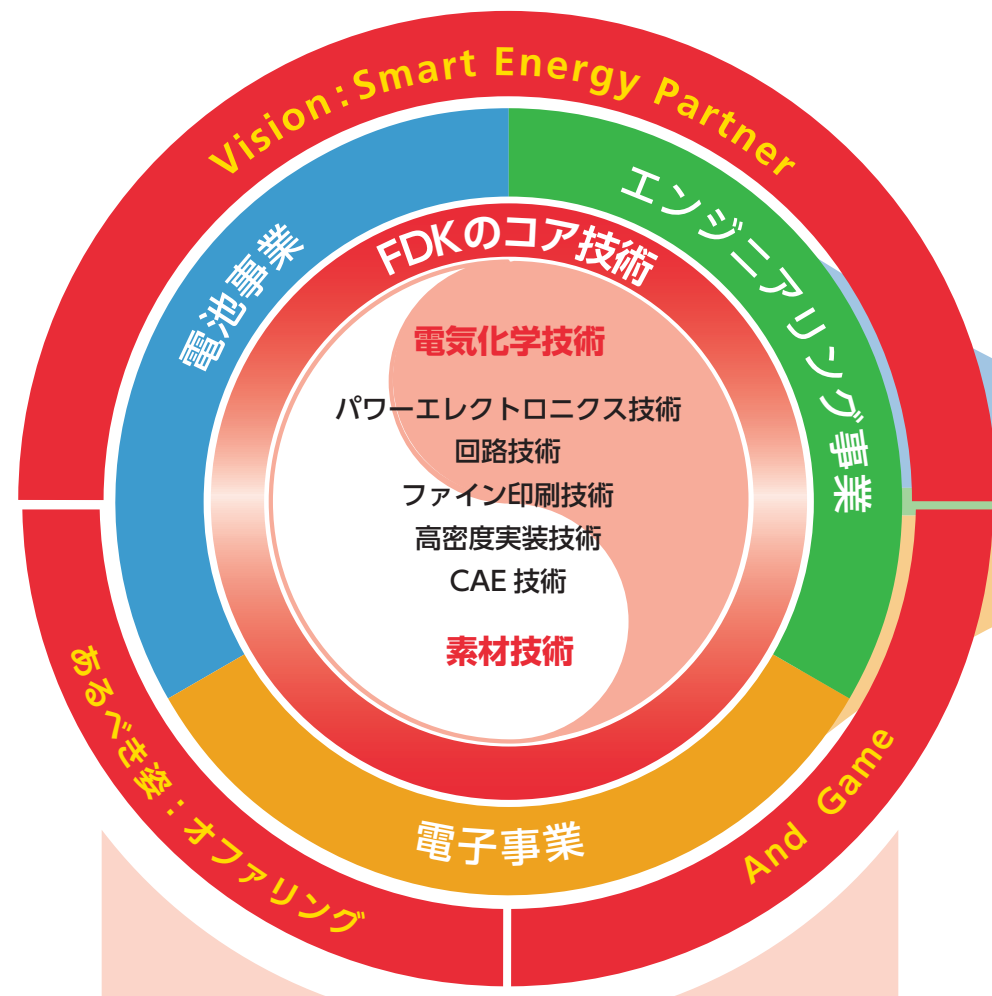 Vision:Smart Energy Partner
電池事業
エンジニアリング事業
FDKのコア技術
電気化学技術
パワーエレクトロニクス技術
回路技術
ファイン印刷技術
高密度実装技術
CAE 技術
素材技術
電子事業
あるべき姿：オファリング
And Game